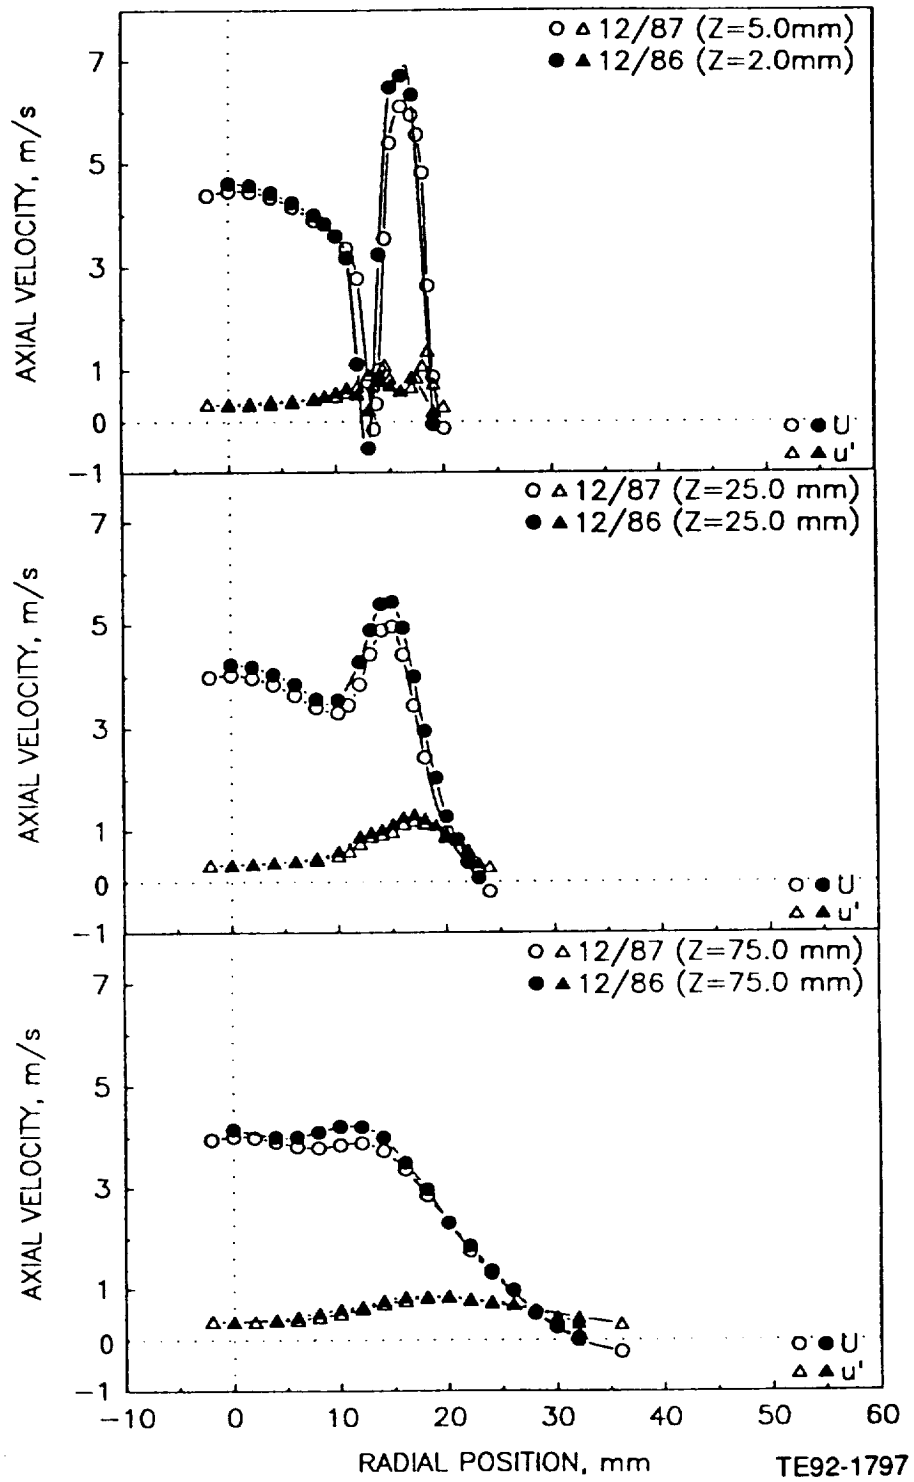 ○ △ 12/87 (Z=5.0mm)
● ▲ 12/86 (Z=2.0mm)
7
5
3
1
0
−1
AXIAL VELOCITY, m/s
○ ● U
△ ▲ u'
○ △ 12/87 (Z=25.0 mm)
● ▲ 12/86 (Z=25.0 mm)
7
5
3
1
0
−1
AXIAL VELOCITY, m/s
○ ● U
△ ▲ u'
○ △ 12/87 (Z=75.0 mm)
● ▲ 12/86 (Z=75.0 mm)
7
5
3
1
0
−1
AXIAL VELOCITY, m/s
○ ● U
△ ▲ u'
−10 0 10 20 30 40 50 60
RADIAL POSITION, mm
TE92-1797